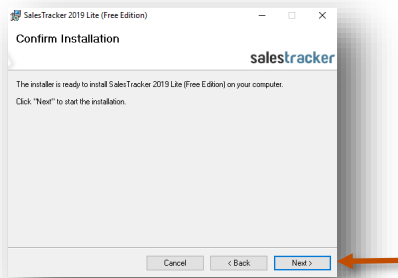 SalesTracker 2019 Lite (Free Edition)
Confirm Installation
salestracker
The installer is ready to install SalesTracker 2019 Lite (Free Edition) on your computer.
Click "Next" to start the installation.
Cancel
< Back
Next >